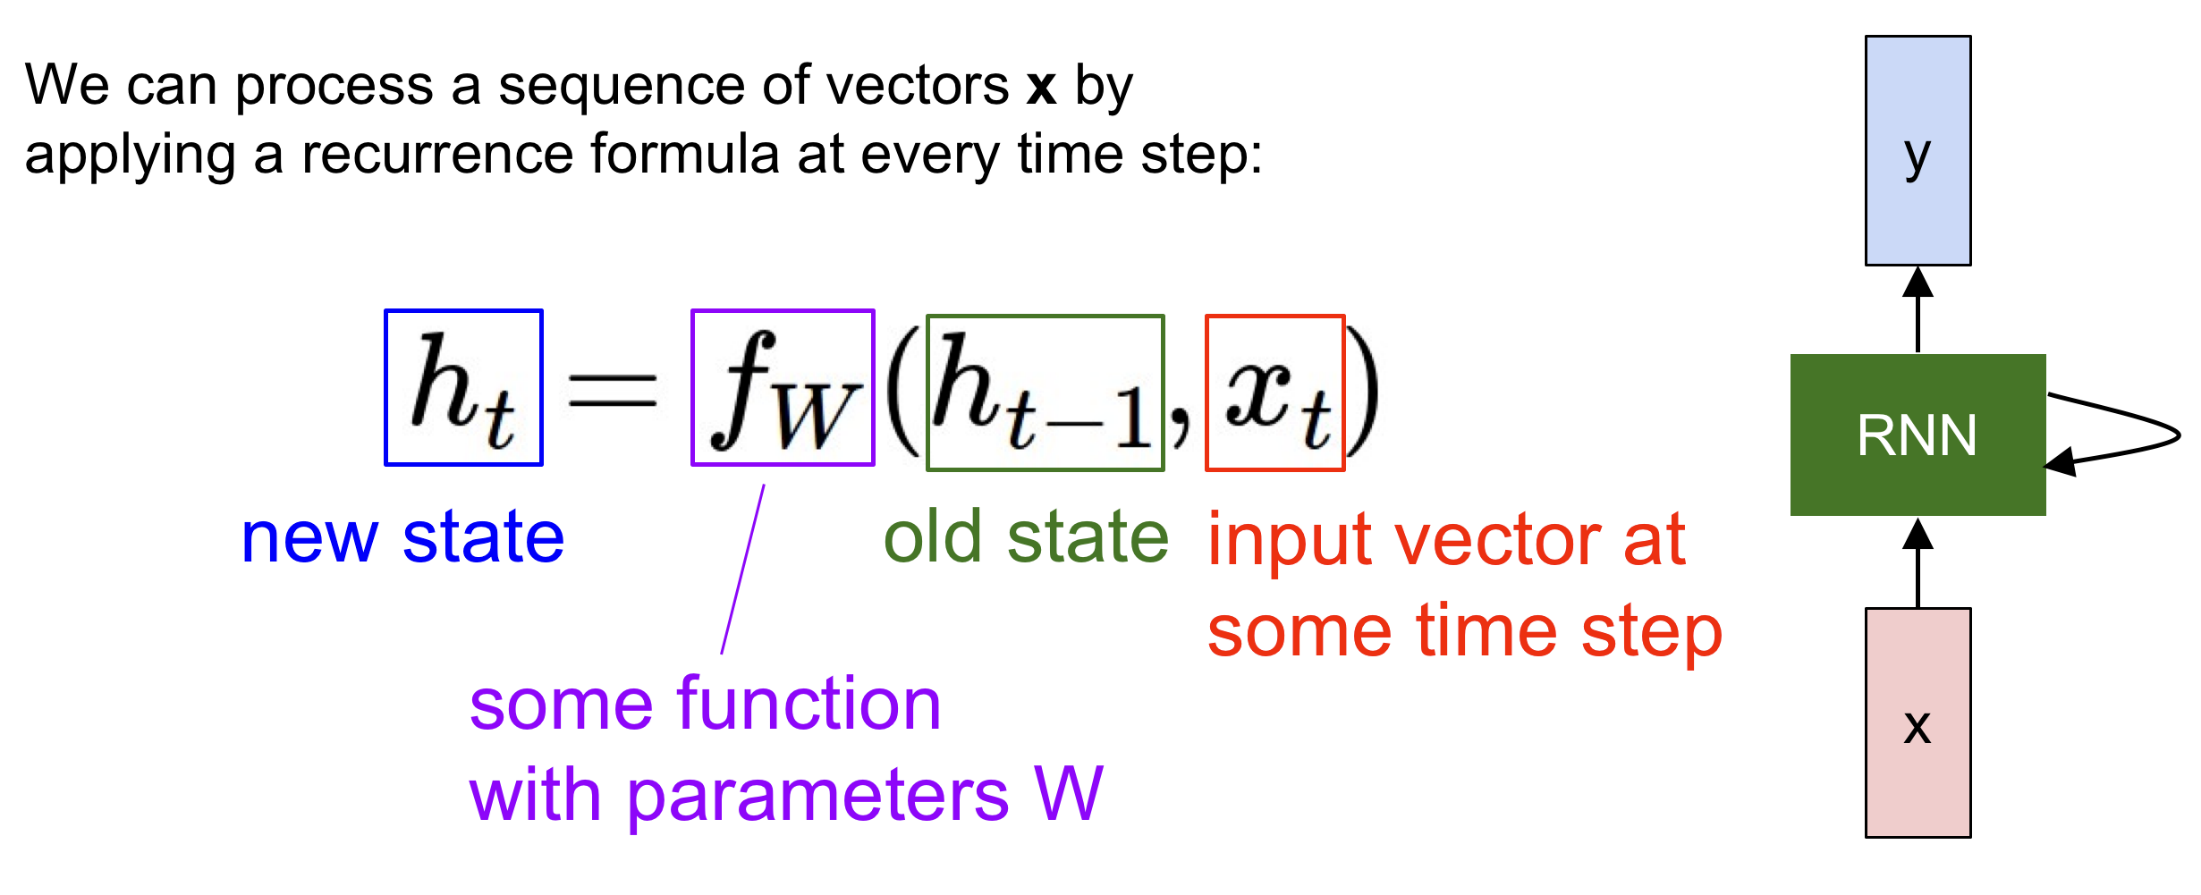 We can process a sequence of vectors x by
applying a recurrence formula at every time step:
h_t = f_W(h_{t-1}, x_t)
new state
old state
input vector at
some time step
some function
with parameters W
y
RNN
x